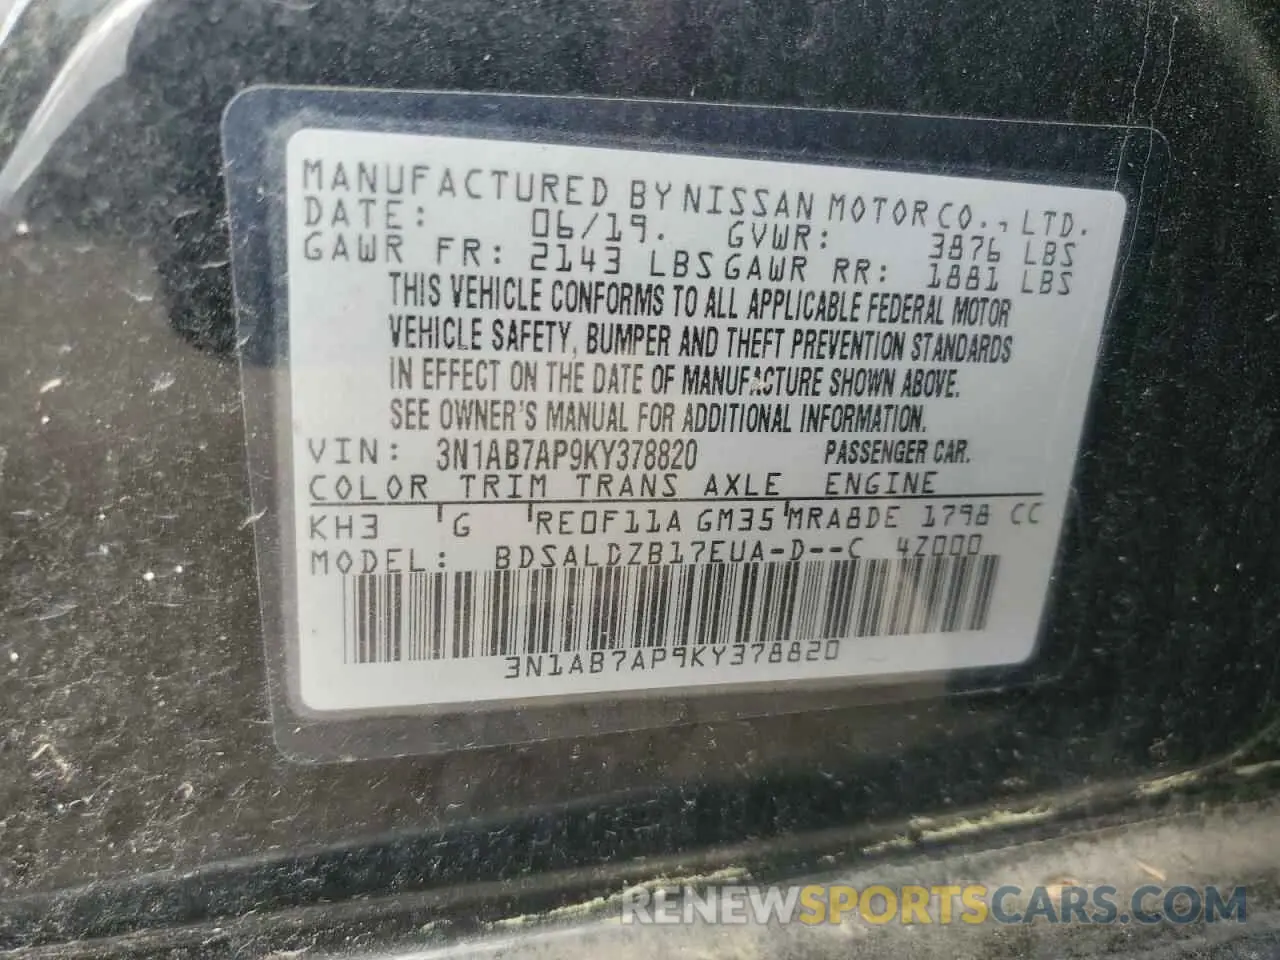 MANUFACTURED BY NISSAN MOTOR CO., LTD.
DATE: 06/19. GVWR: 3876 LBS
GAWR FR: 2143 LBS GAWR RR: 1881 LBS
THIS VEHICLE CONFORMS TO ALL APPLICABLE FEDERAL MOTOR
VEHICLE SAFETY, BUMPER AND THEFT PREVENTION STANDARDS
IN EFFECT ON THE DATE OF MANUFACTURE SHOWN ABOVE.
SEE OWNER'S MANUAL FOR ADDITIONAL INFORMATION.
VIN: 3N1AB7AP9KY378820 PASSENGER CAR.
COLOR TRIM TRANS AXLE ENGINE
KH3 G RE0F11A GM35 MRA8DE 1798 CC
MODEL: BDSALDZB17EUA-D--C 42000
3N1AB7AP9KY378820
RENEWSPORTSCARS.COM